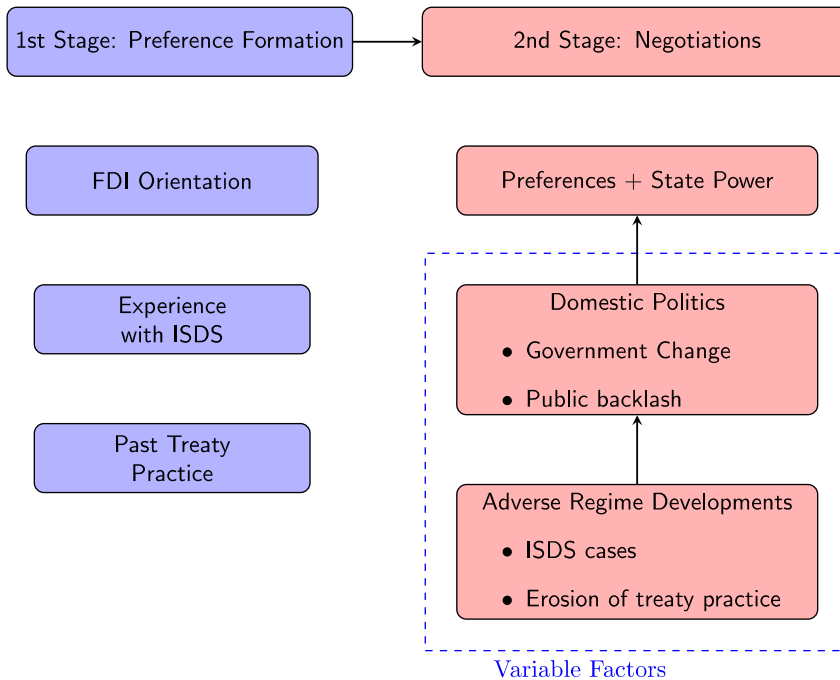 1st Stage: Preference Formation
2nd Stage: Negotiations
FDI Orientation
Experience
with ISDS
Past Treaty
Practice
Preferences + State Power
Domestic Politics
• Government Change
• Public backlash
Adverse Regime Developments
• ISDS cases
• Erosion of treaty practice
Variable Factors